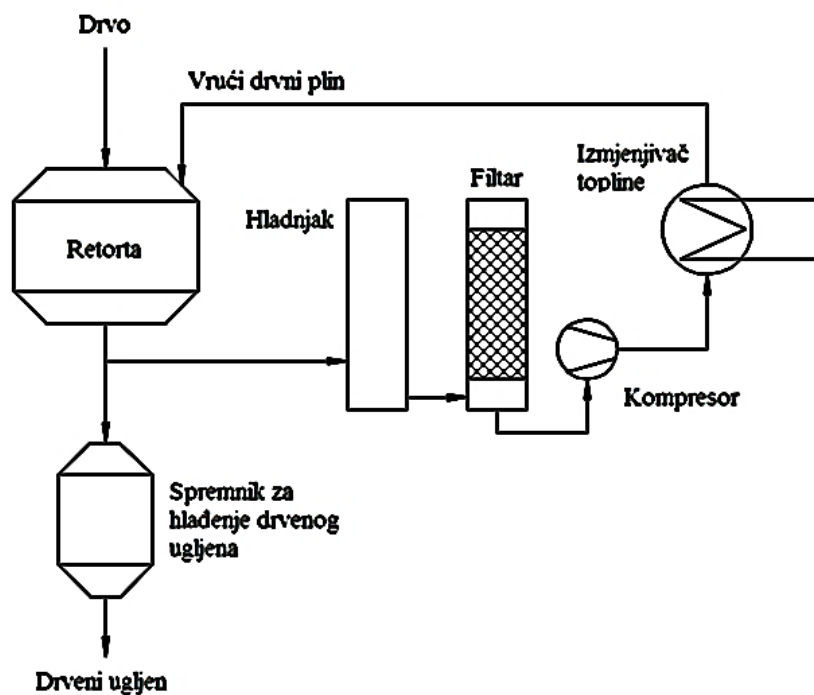 Drvo
Vrući drvni plin
Izmjenjivač
topline
Filtar
Hladnjak
Retorta
Kompresor
Spremnik za
hlađenje drvenog
ugljena
Drveni ugljen